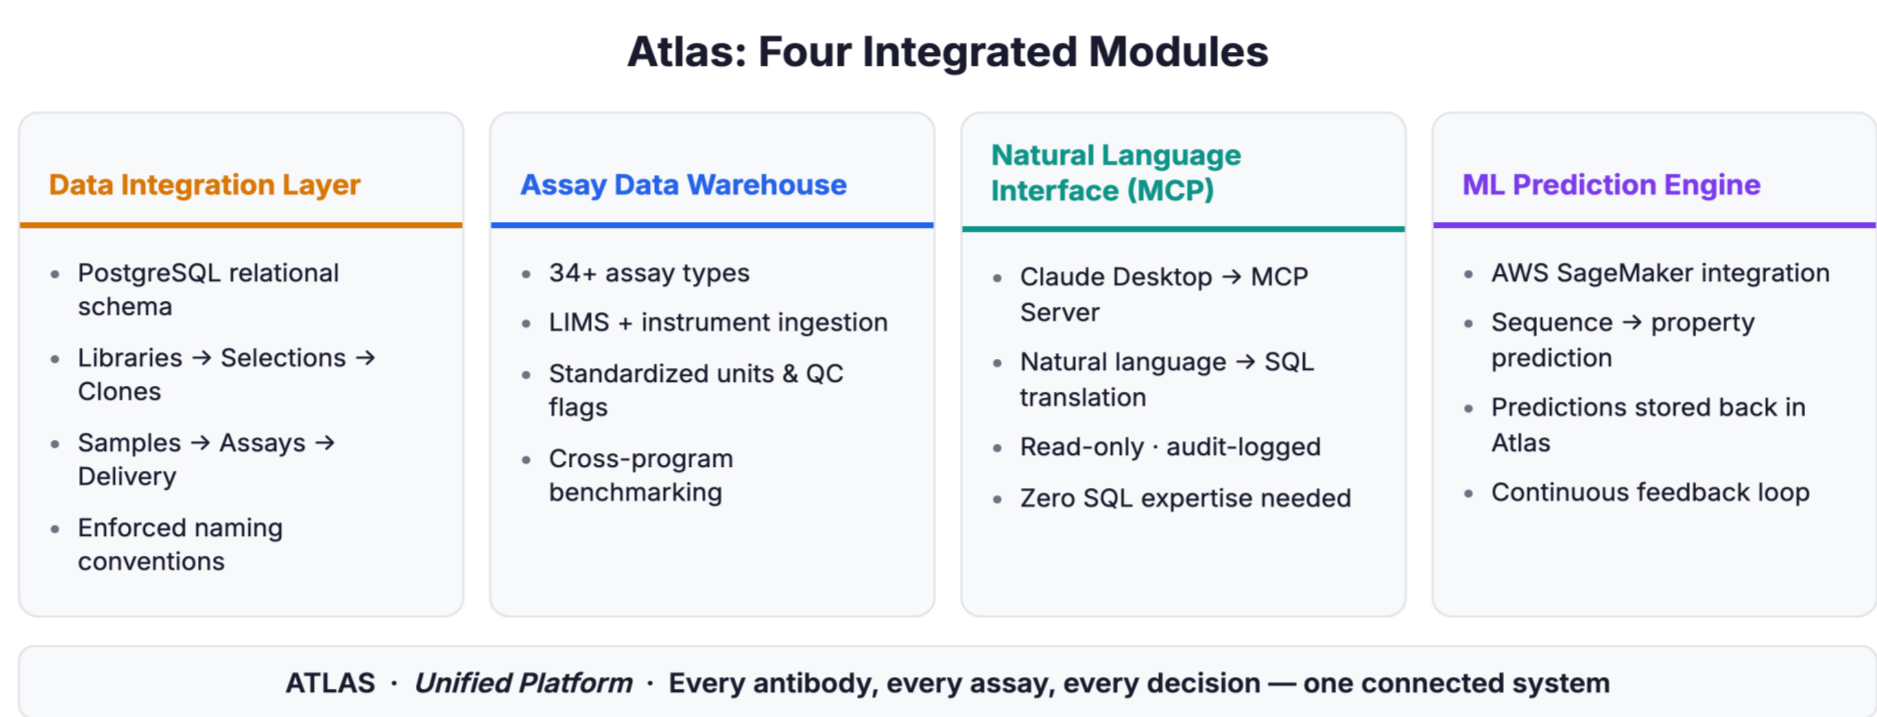 Atlas: Four Integrated Modules
Data Integration Layer
• PostgreSQL relational
schema
• Libraries → Selections →
Clones
• Samples → Assays →
Delivery
• Enforced naming
conventions
Assay Data Warehouse
• 34+ assay types
• LIMS + instrument ingestion
• Standardized units & QC
flags
• Cross-program
benchmarking
Natural Language
Interface (MCP)
• Claude Desktop → MCP
Server
• Natural language → SQL
translation
• Read-only · audit-logged
• Zero SQL expertise needed
ML Prediction Engine
• AWS SageMaker integration
• Sequence → property
prediction
• Predictions stored back in
Atlas
• Continuous feedback loop
ATLAS · Unified Platform · Every antibody, every assay, every decision — one connected system